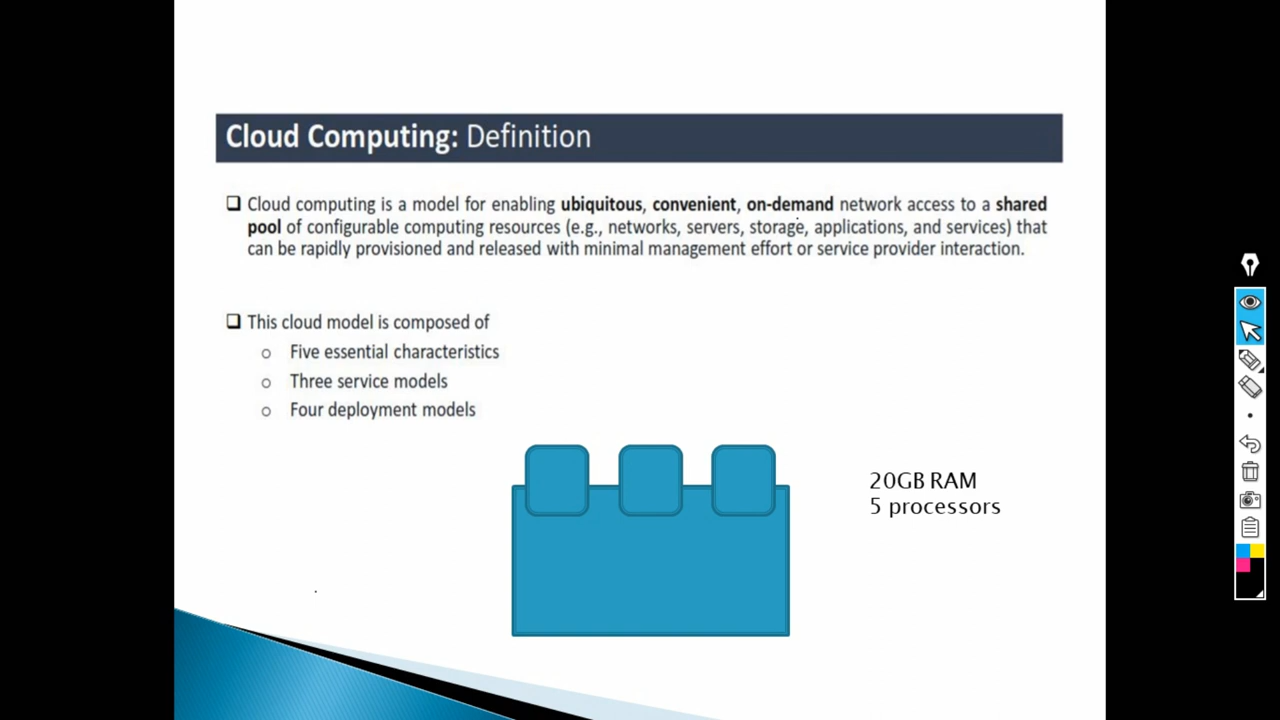 Cloud Computing: Definition
Cloud computing is a model for enabling ubiquitous, convenient, on-demand network access to a shared
pool of configurable computing resources (e.g., networks, servers, storage, applications, and services) that
can be rapidly provisioned and released with minimal management effort or service provider interaction.
This cloud model is composed of
Five essential characteristics
Three service models
Four deployment models
20GB RAM
5 processors